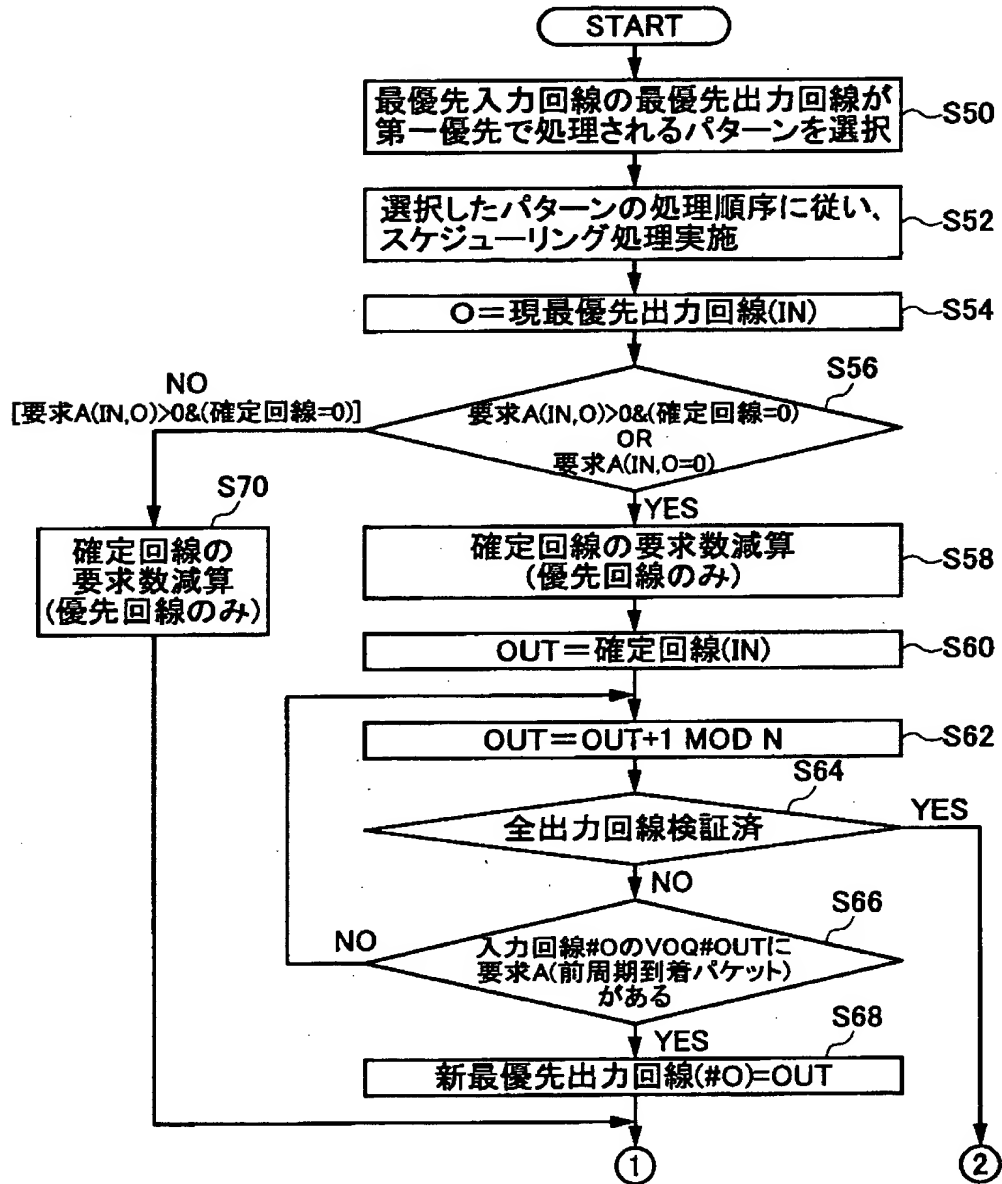 START
最優先入力回線の最優先出力回線が
第一優先で処理されるパターンを選択
S50
選択したパターンの処理順序に従い、
スケジューリング処理実施
S52
O=現最優先出力回線(IN)
S54
S56
NO
[要求A(IN,O)>0&(確定回線=0)]
要求A(IN,O)>0&(確定回線=0)
OR
要求A(IN,O=0)
YES
S70
確定回線の
要求数減算
(優先回線のみ)
確定回線の要求数減算
(優先回線のみ)
S58
OUT=確定回線(IN)
S60
OUT=OUT+1 MOD N
S62
S64
全出力回線検証済
YES
NO
S66
NO
入力回線#OのVOQ#OUTに
要求A(前周期到着パケット)
がある
YES
S68
新最優先出力回線(#O)=OUT
1
2